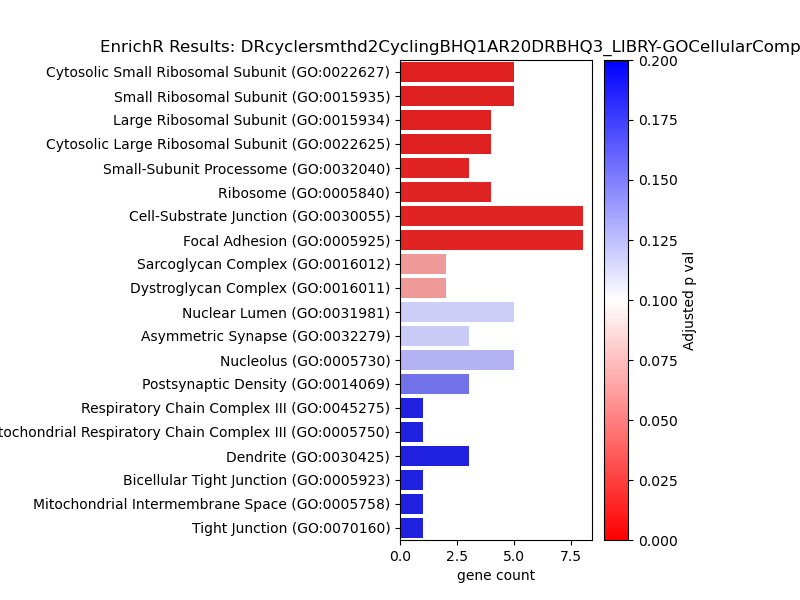 EnrichR Results: DRcyclersmthd2CyclingBHQ1AR20DRBHQ3_LIBRY-GOCellularComp
Cytosolic Small Ribosomal Subunit (GO:0022627)
Small Ribosomal Subunit (GO:0015935)
Large Ribosomal Subunit (GO:0015934)
Cytosolic Large Ribosomal Subunit (GO:0022625)
Small-Subunit Processome (GO:0032040)
Ribosome (GO:0005840)
Cell-Substrate Junction (GO:0030055)
Focal Adhesion (GO:0005925)
Sarcoglycan Complex (GO:0016012)
Dystroglycan Complex (GO:0016011)
Nuclear Lumen (GO:0031981)
Asymmetric Synapse (GO:0032279)
Nucleolus (GO:0005730)
Postsynaptic Density (GO:0014069)
Respiratory Chain Complex III (GO:0045275)
tochondrial Respiratory Chain Complex III (GO:0005750)
Dendrite (GO:0030425)
Bicellular Tight Junction (GO:0005923)
Mitochondrial Intermembrane Space (GO:0005758)
Tight Junction (GO:0070160)
0.0 2.5 5.0 7.5
gene count
0.200
0.175
0.150
0.125
0.100
0.075
0.050
0.025
0.000
Adjusted p val